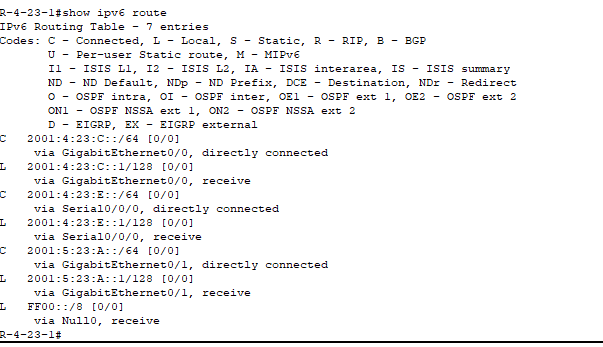 R-4-23-1#show ipv6 route
IPv6 Routing Table - 7 entries
Codes: C - Connected, L - Local, S - Static, R - RIP, B - BGP
U - Per-user Static route, M - MIPv6
I1 - ISIS L1, I2 - ISIS L2, IA - ISIS interarea, IS - ISIS summary
ND - ND Default, NDp - ND Prefix, DCE - Destination, NDr - Redirect
O - OSPF intra, OI - OSPF inter, OE1 - OSPF ext 1, OE2 - OSPF ext 2
ON1 - OSPF NSSA ext 1, ON2 - OSPF NSSA ext 2
D - EIGRP, EX - EIGRP external
C 2001:4:23:C::/64 [0/0]
via GigabitEthernet0/0, directly connected
L 2001:4:23:C::1/128 [0/0]
via GigabitEthernet0/0, receive
C 2001:4:23:E::/64 [0/0]
via Serial0/0/0, directly connected
L 2001:4:23:E::1/128 [0/0]
via Serial0/0/0, receive
C 2001:5:23:A::/64 [0/0]
via GigabitEthernet0/1, directly connected
L 2001:5:23:A::1/128 [0/0]
via GigabitEthernet0/1, receive
L FF00::/8 [0/0]
via Null0, receive
R-4-23-1#